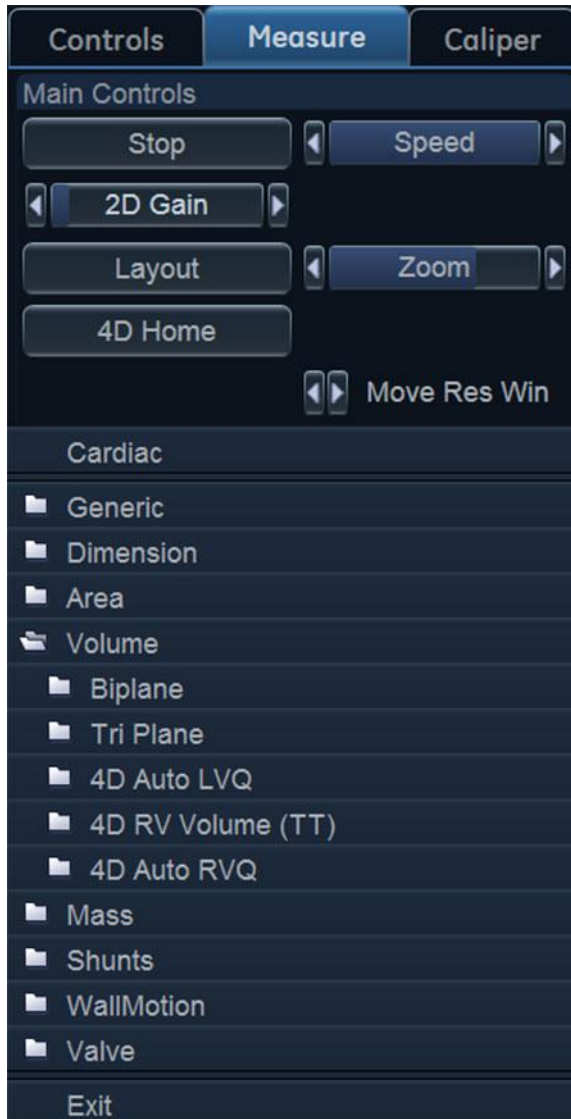 Controls Measure Caliper
Main Controls
Stop Speed
2D Gain
Layout Zoom
4D Home
Move Res Win
Cardiac
Generic
Dimension
Area
Volume
Biplane
Tri Plane
4D Auto LVQ
4D RV Volume (TT)
4D Auto RVQ
Mass
Shunts
WallMotion
Valve
Exit